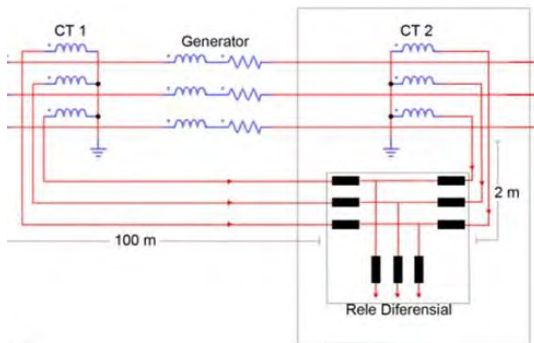 CT 1
Generator
CT 2
2 m
100 m
Rele Diferensial